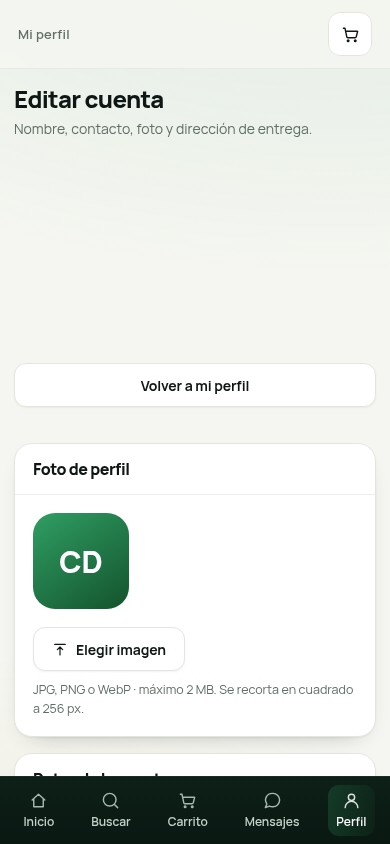 Mi perfil
Editar cuenta
Nombre, contacto, foto y dirección de entrega.
Volver a mi perfil
Foto de perfil
CD
Elegir imagen
JPG, PNG o WebP · máximo 2 MB. Se recorta en cuadrado
a 256 px.
Inicio
Buscar
Carrito
Mensajes
Perfil